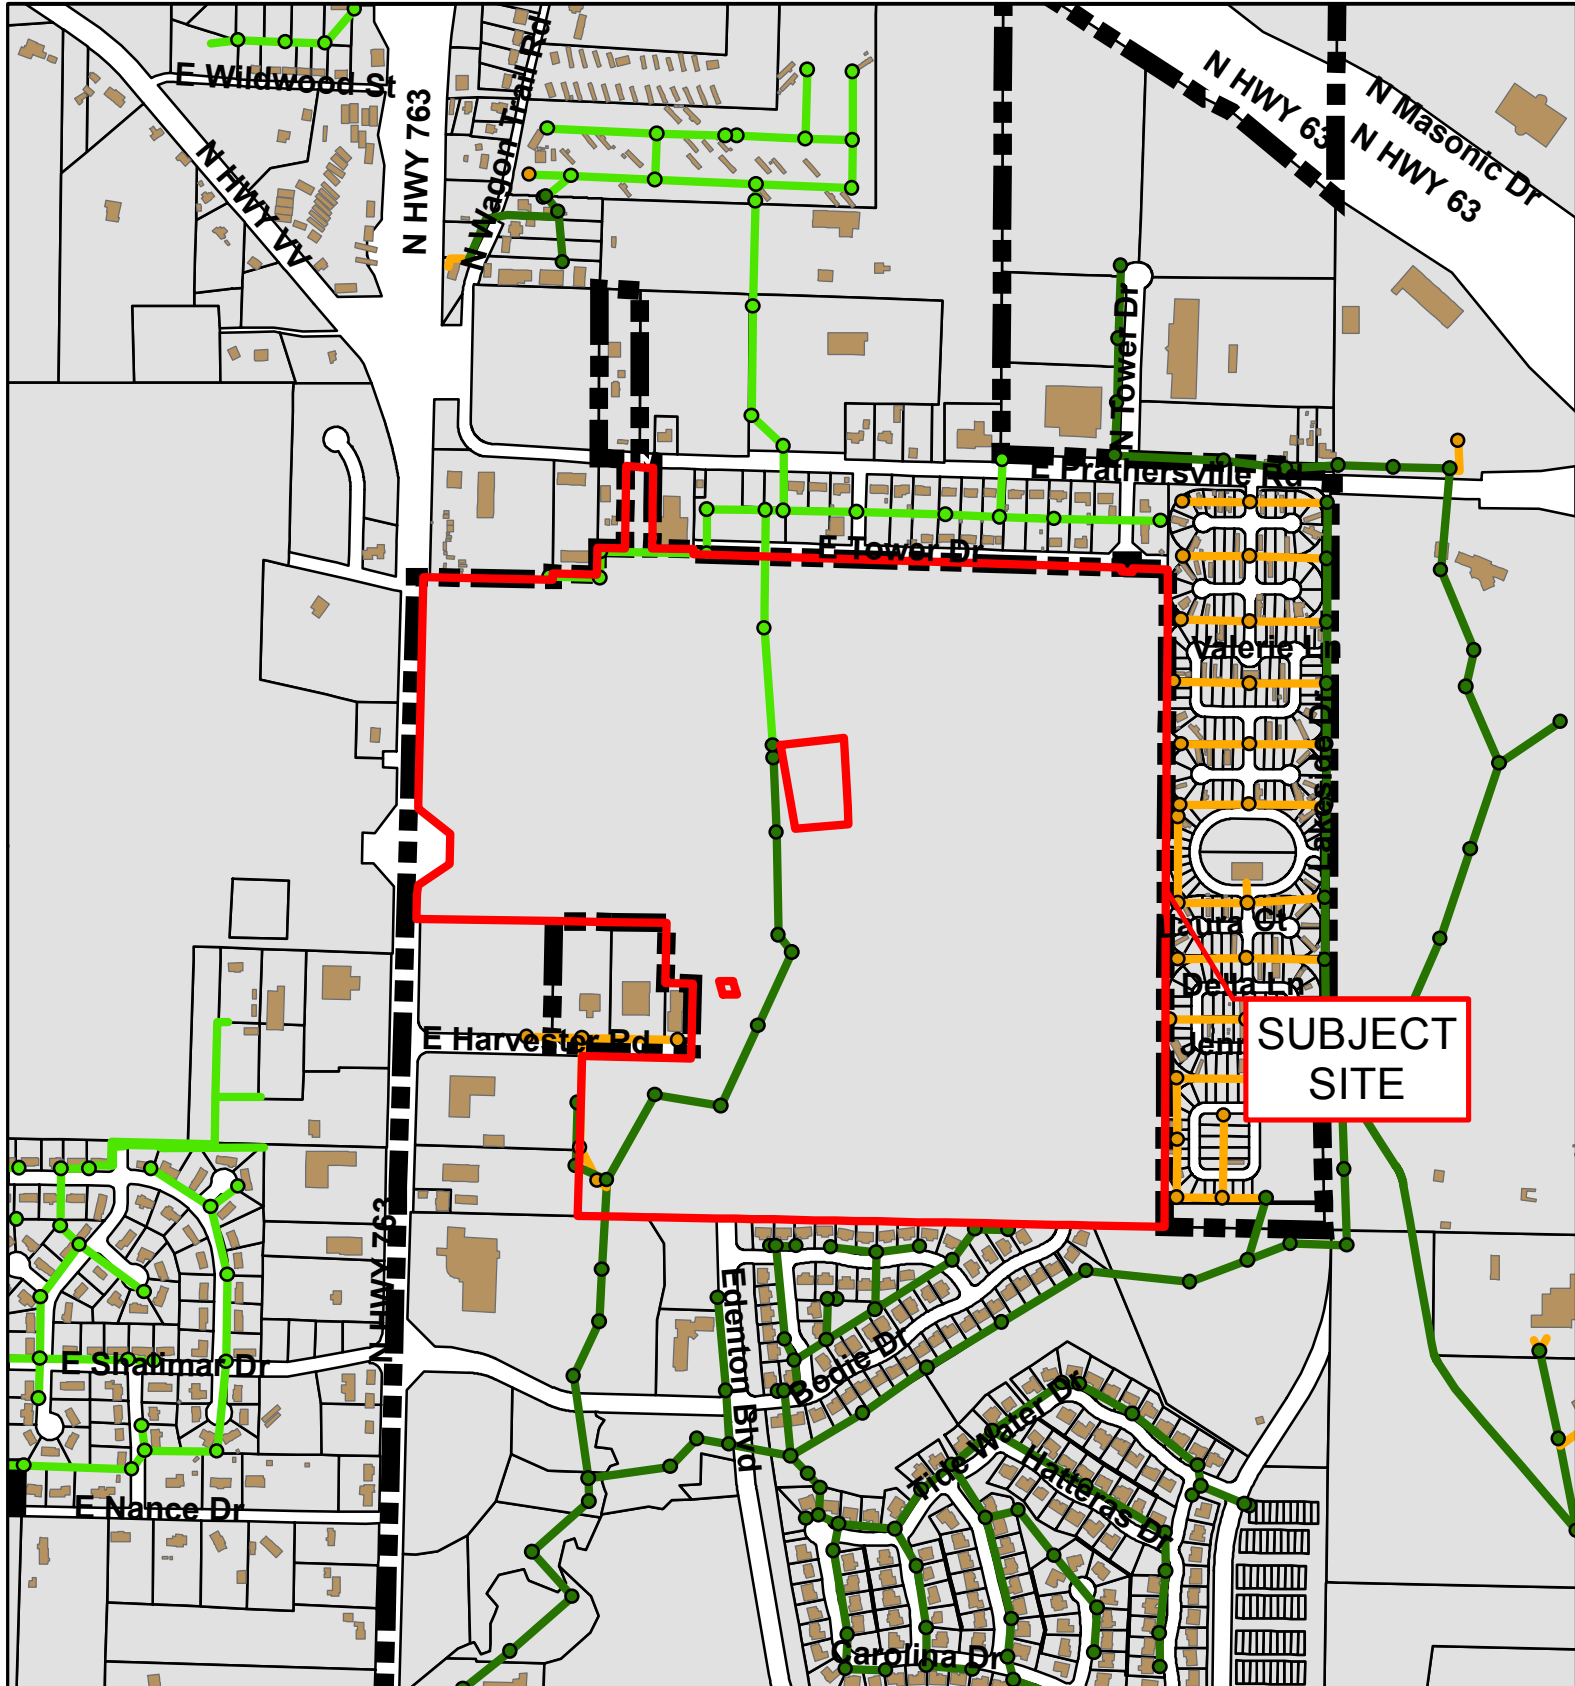 E Wildwood St
N HWY 763
N Wagon Trail Rd
N HWY VV
N HWY 63
N Masonic Dr
N HWY 63
N Tower Dr
E Prathersville Rd
E Tower Dr
Valerie Ln
Lakeside Dr
Laura Ct
Della Ln
E Harvester Rd
SUBJECT
SITE
N HWY 763
Edenton Blvd
Bodie Dr
E Shalimar Dr
Tide Water Dr
Hatteras Dr
E Nance Dr
Carolina Dr